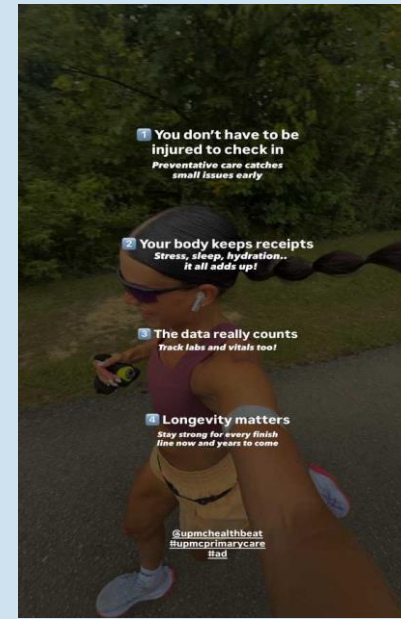 1 You don't have to be
injured to check in
Preventative care catches
small issues early
2 Your body keeps receipts
Stress, sleep, hydration..
it all adds up!
3 The data really counts
Track labs and vitals too!
4 Longevity matters
Stay strong for every finish
line now and years to come
@upmchealthbeat
#upmcprimarycare
#ad